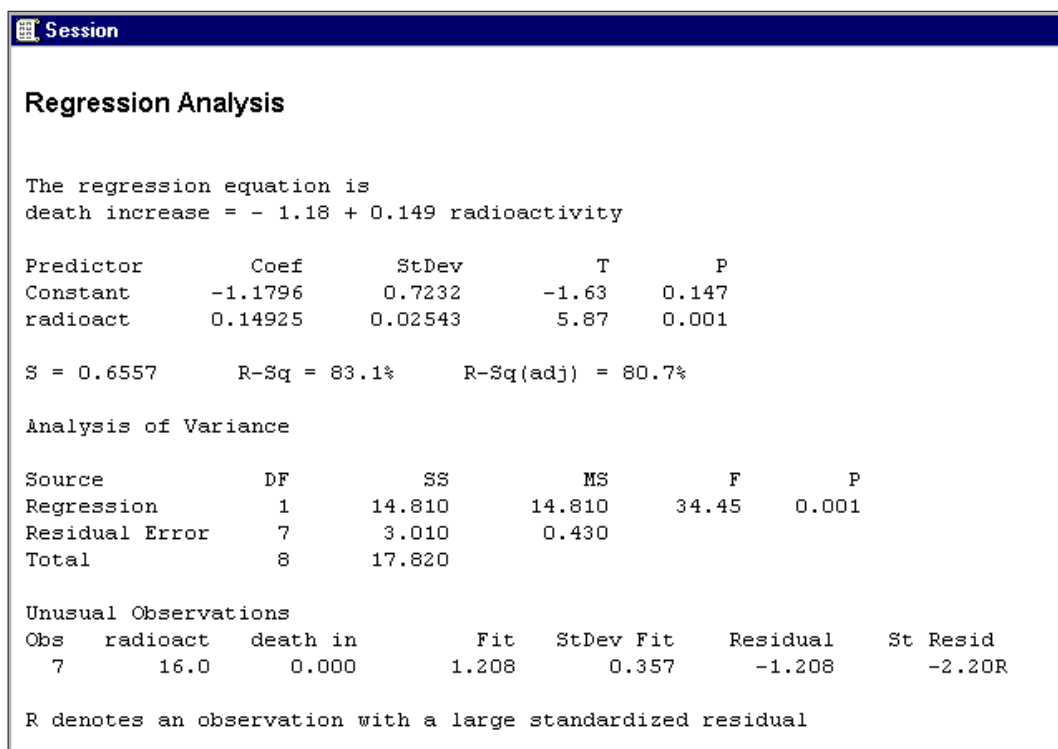 Session
Regression Analysis
The regression equation is
death increase = - 1.18 + 0.149 radioactivity
Predictor Coef StDev T P
Constant -1.1796 0.7232 -1.63 0.147
radioact 0.14925 0.02543 5.87 0.001
S = 0.6557 R-Sq = 83.1% R-Sq(adj) = 80.7%
Analysis of Variance
Source DF SS MS F P
Regression 1 14.810 14.810 34.45 0.001
Residual Error 7 3.010 0.430
Total 8 17.820
Unusual Observations
Obs radioact death in Fit StDev Fit Residual St Resid
7 16.0 0.000 1.208 0.357 -1.208 -2.20R
R denotes an observation with a large standardized residual